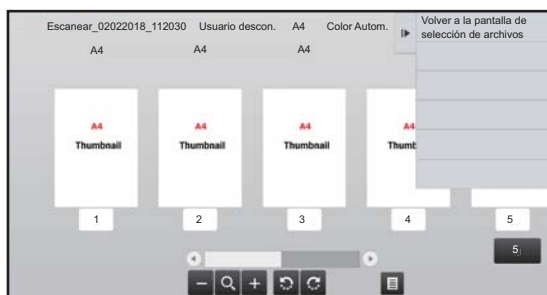 Escanear_02022018_112030 Usuario descon. A4 Color Autom.
Volver a la pantalla de
selección de archivos
A4 A4 A4
A4 A4 A4 A4
Thumbnail Thumbnail Thumbnail Thumb
1 2 3 4 5
5